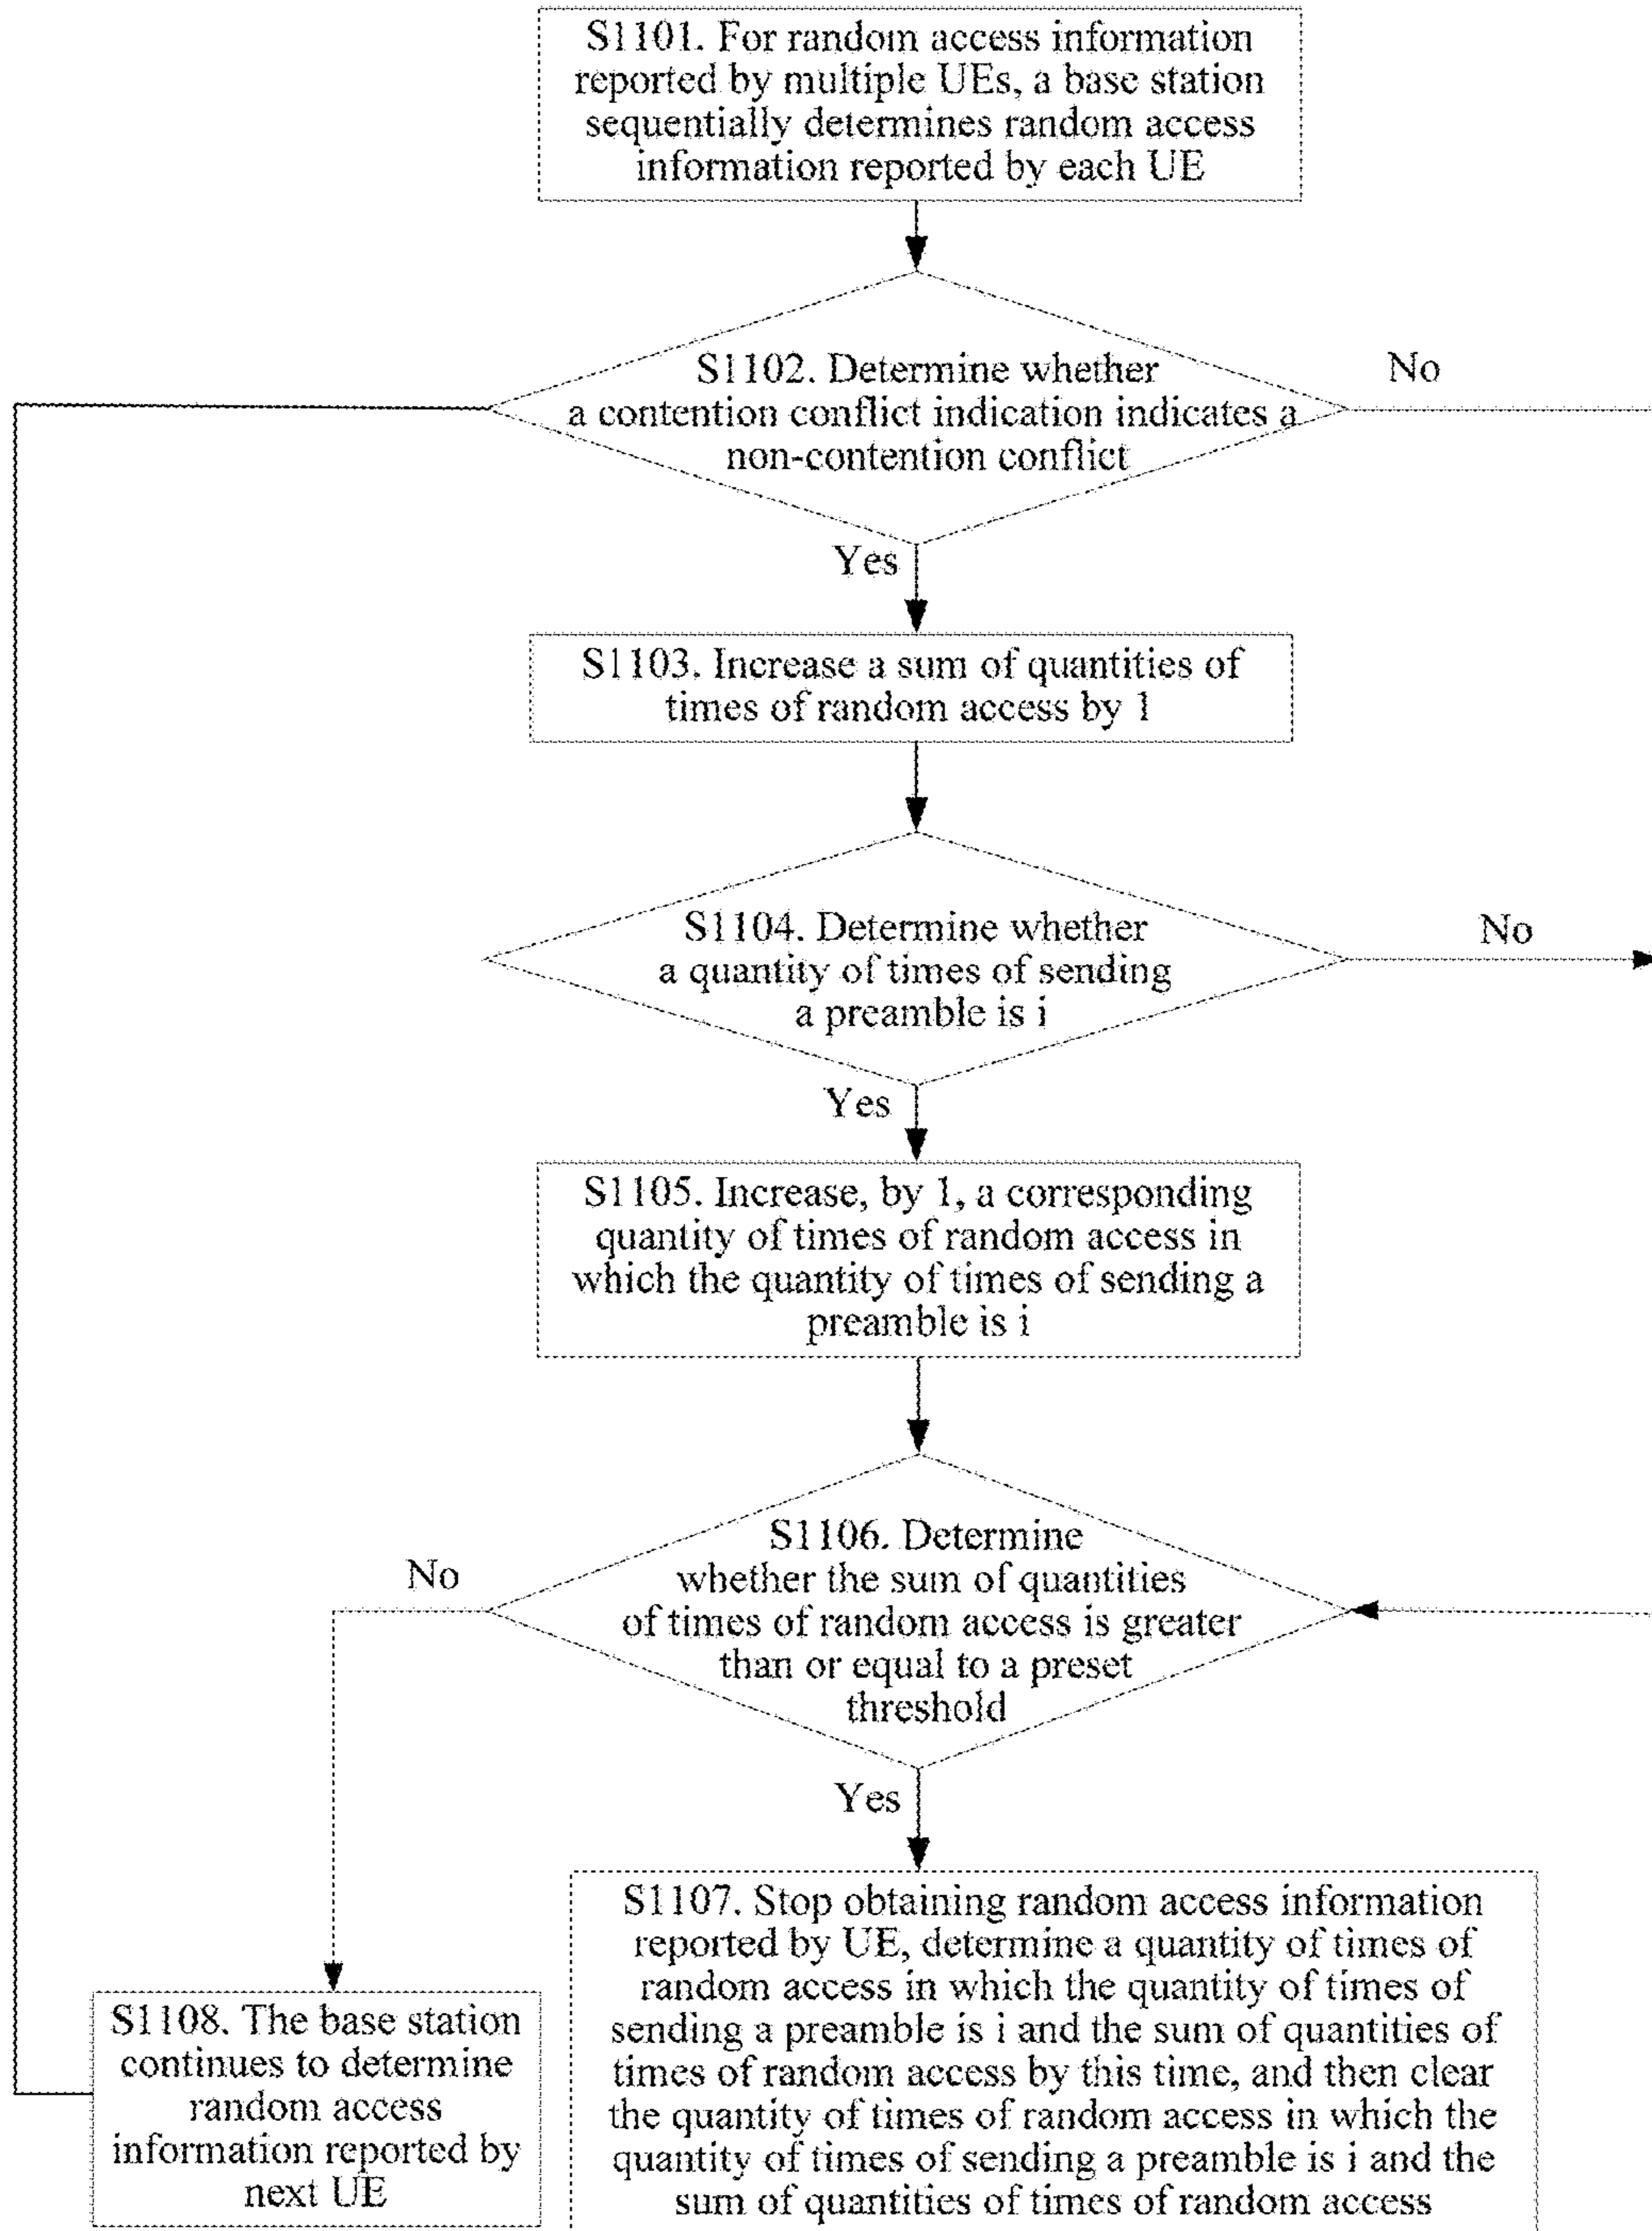 S1101. For random access information
reported by multiple UEs, a base station
sequentially determines random access
information reported by each UE
S1102. Determine whether
a contention conflict indication indicates a
non-contention conflict
No
Yes
S1103. Increase a sum of quantities of
times of random access by 1
S1104. Determine whether
a quantity of times of sending
a preamble is i
No
Yes
S1105. Increase, by 1, a corresponding
quantity of times of random access in
which the quantity of times of sending a
preamble is i
S1106. Determine
whether the sum of quantities
of times of random access is greater
than or equal to a preset
threshold
No
Yes
S1107. Stop obtaining random access information
reported by UE, determine a quantity of times of
random access in which the quantity of times of
sending a preamble is i and the sum of quantities of
times of random access by this time, and then clear
the quantity of times of random access in which the
quantity of times of sending a preamble is i and the
sum of quantities of times of random access
S1108. The base station
continues to determine
random access
information reported by
next UE